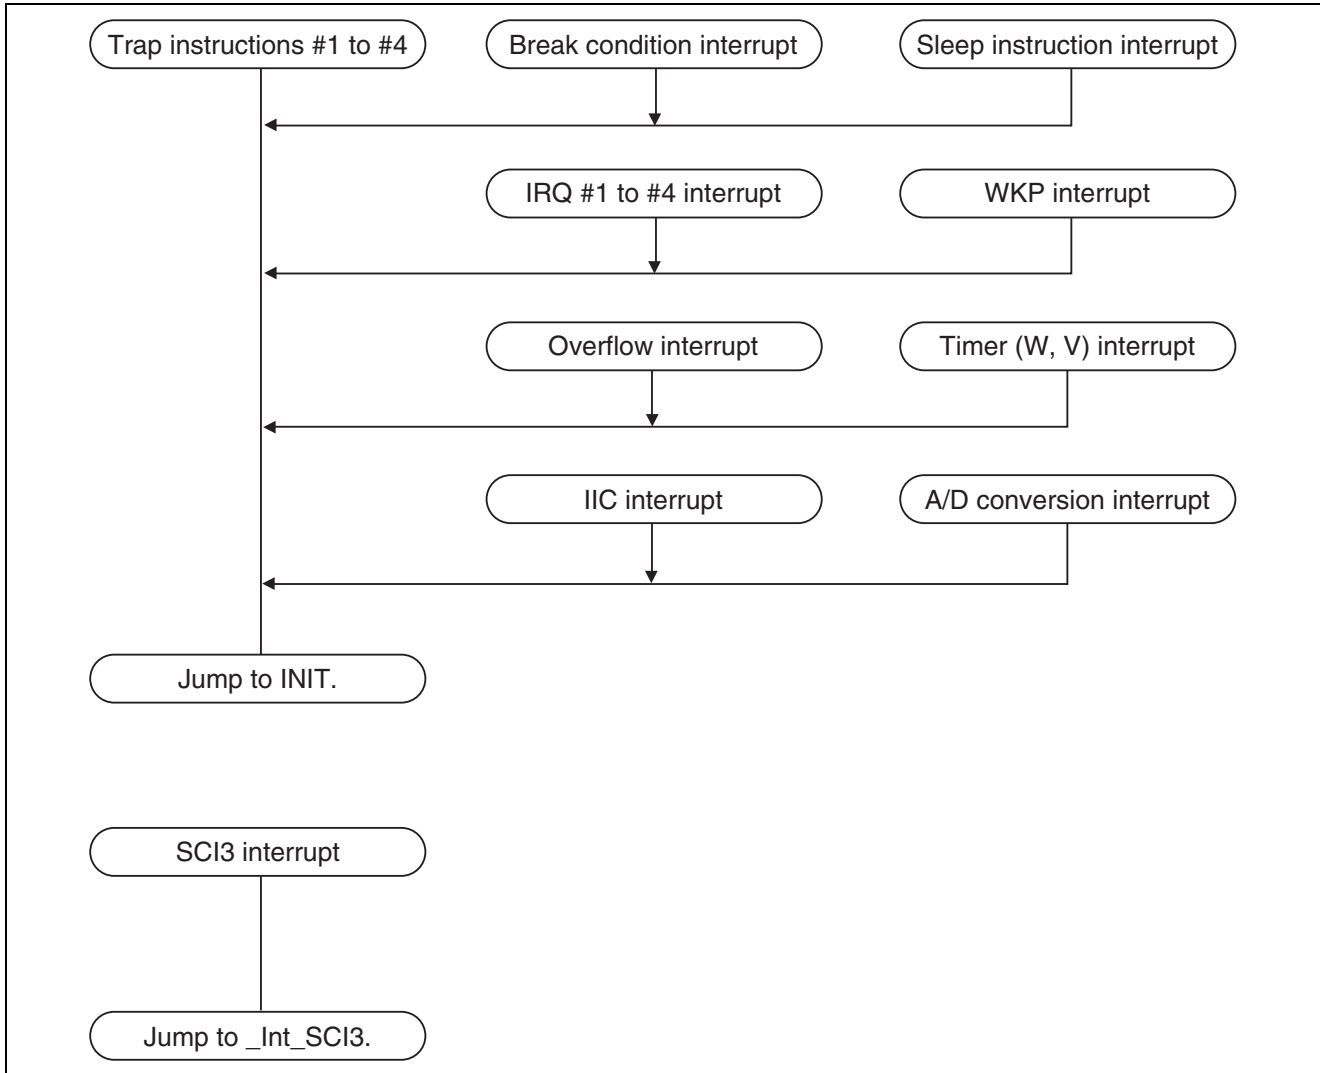 Trap instructions #1 to #4
Break condition interrupt
Sleep instruction interrupt
IRQ #1 to #4 interrupt
WKP interrupt
Overflow interrupt
Timer (W, V) interrupt
IIC interrupt
A/D conversion interrupt
Jump to INIT.
SCI3 interrupt
Jump to _Int_SCI3.